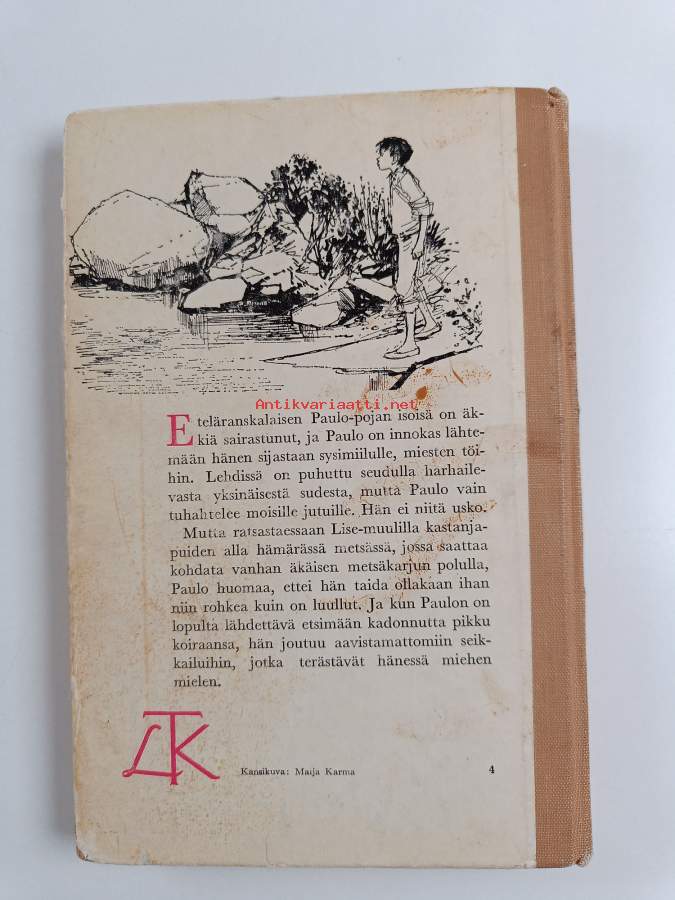 Antikvariaatti.net
Eteläranskalaisen Paulo-pojan isoisä on äk-
kiä sairastunut, ja Paulo on innokas lähte-
mään hänen sijastaan sysimiilulle, miesten töi-
hin. Lehdissä on puhuttu seudulla harhaile-
vasta yksinäisestä sudesta, mutta Paulo vain
tuhahtelee moisille jutuille. Hän ei niitä usko.
Mutta ratsastaessaan Lise-muulilla kastanja-
puiden alla hämärässä metsässä, jossa saattaa
kohdata vanhan äkäisen metsäkarjun polulla,
Paulo huomaa, ettei hän taida ollakaan ihan
niin rohkea kuin on luullut. Ja kun Paulon on
lopulta lähdettävä etsimään kadonnutta pikku
koiraansa, hän joutuu aavistamattomiin seik-
kailuihin, jotka terästävät hänessä miehen
mielen.
LTK
Kansikuva: Maija Karma 4